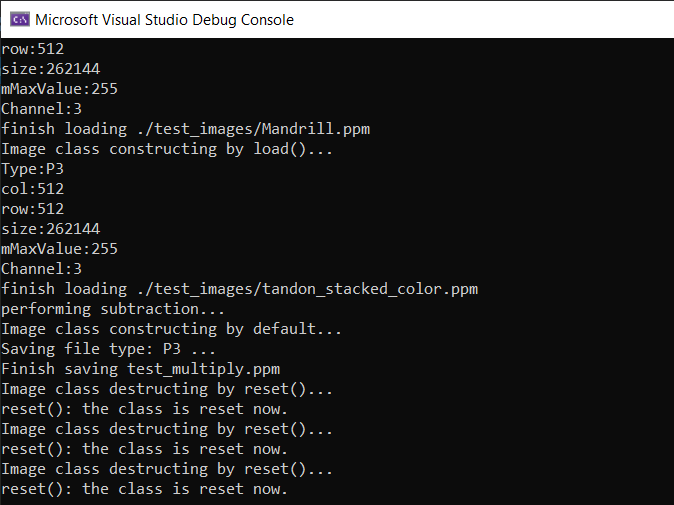 C:\
Microsoft Visual Studio Debug Console
row:512
size:262144
mMaxValue:255
Channel:3
finish loading ./test_images/Mandrill.ppm
Image class constructing by load()...
Type:P3
col:512
row:512
size:262144
mMaxValue:255
Channel:3
finish loading ./test_images/tandon_stacked_color.ppm
performing subtraction...
Image class constructing by default...
Saving file type: P3 ...
Finish saving test_multiply.ppm
Image class destructing by reset()...
reset(): the class is reset now.
Image class destructing by reset()...
reset(): the class is reset now.
Image class destructing by reset()...
reset(): the class is reset now.